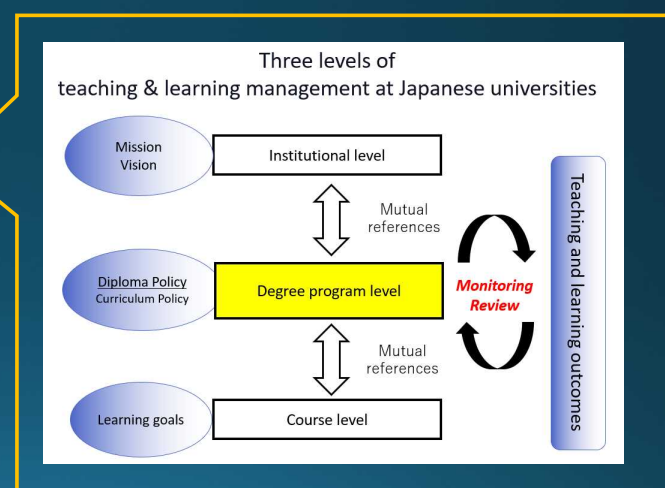 Three levels of
teaching & learning management at Japanese universities
Mission
Vision
Institutional level
Mutual
references
Diploma Policy
Curriculum Policy
Degree program level
Monitoring
Review
Teaching and learning outcomes
Mutual
references
Learning goals
Course level